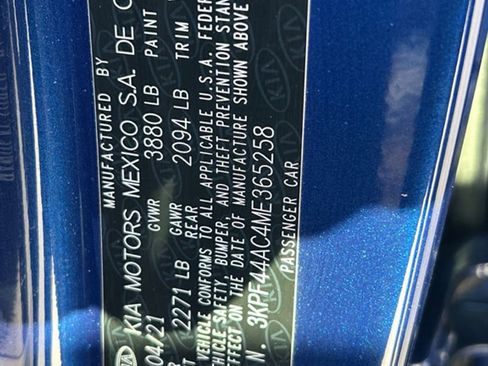 MANUFACTURED BY
KIA MOTORS MEXICO S.A. DE C
04/21 GVWR 3880 LB PAINT
GAWR
2271 LB REAR 2094 LB TRIM
VEHICLE CONFORMS TO ALL APPLICABLE U.S.A. FEDER
VEHICLE SAFETY, BUMPER, AND THEFT PREVENTION STAN
EFFECT ON THE DATE OF MANUFACTURE SHOWN ABOVE
N. 3KPF44AC4ME365258
PASSENGER CAR
KIA